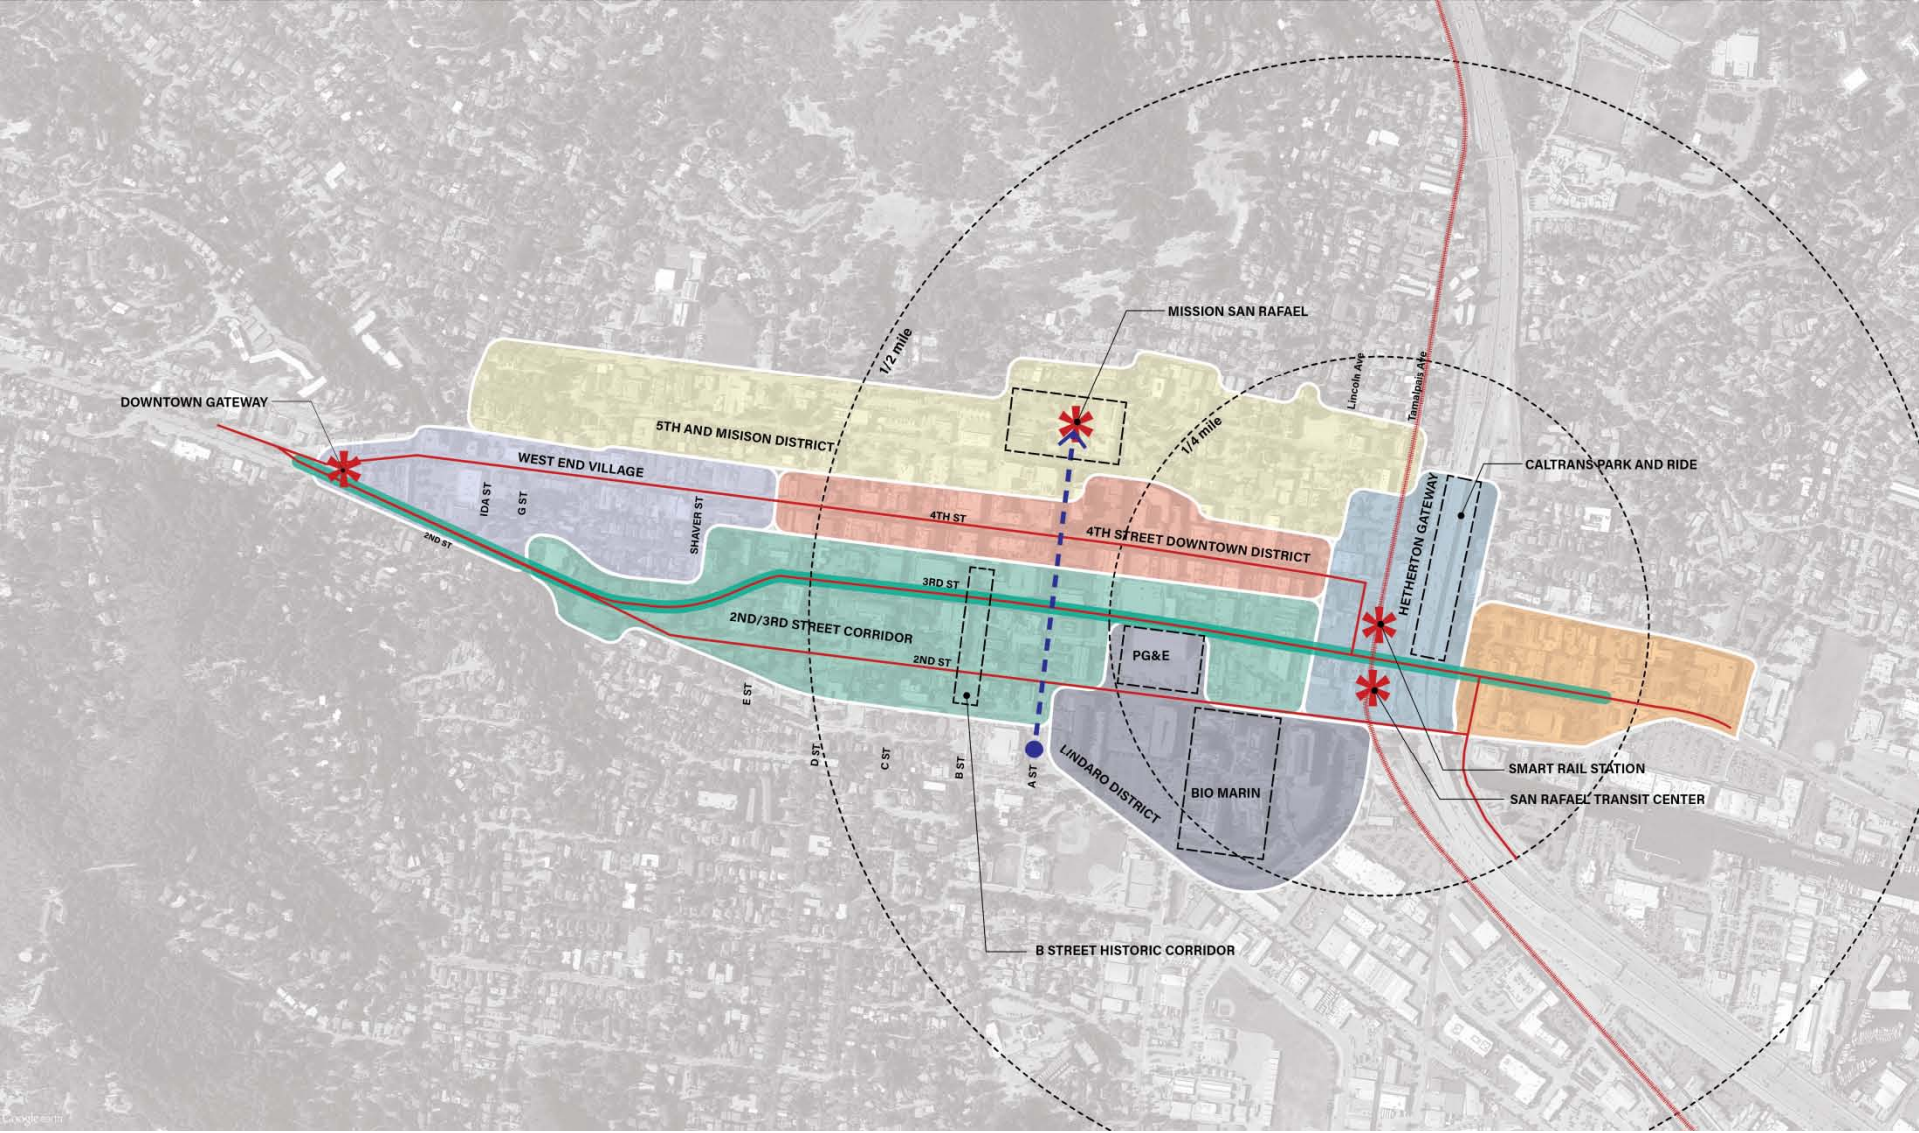 MISSION SAN RAFAEL
1/2 mile
Lincoln Ave
Tamalpais Ave
DOWNTOWN GATEWAY
5TH AND MISISON DISTRICT
1/4 mile
WEST END VILLAGE
CALTRANS PARK AND RIDE
IDA ST
G ST
SHAVER ST
4TH ST
4TH STREET DOWNTOWN DISTRICT
HETHERTON GATEWAY
2ND ST
3RD ST
2ND/3RD STREET CORRIDOR
2ND ST
PG&E
E ST
D ST
C ST
B ST
A ST
LINDARO DISTRICT
BIO MARIN
SMART RAIL STATION
SAN RAFAEL TRANSIT CENTER
B STREET HISTORIC CORRIDOR
Google earth